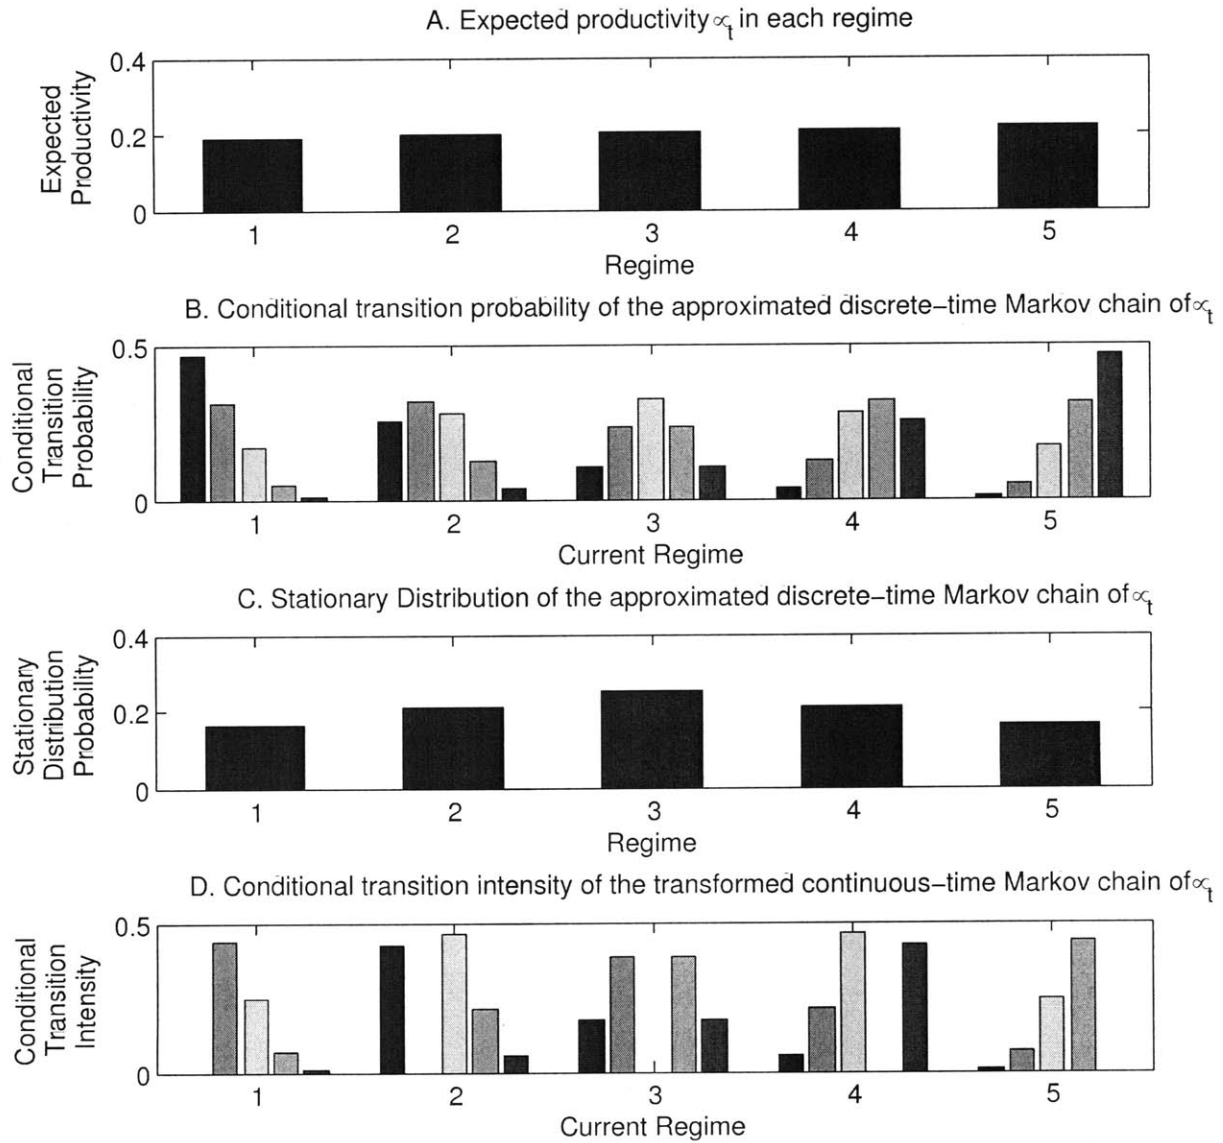 A. Expected productivity ∝t in each regime
0.4
0.2
0
Expected
Productivity
1 2 3 4 5
Regime
B. Conditional transition probability of the approximated discrete−time Markov chain of ∝t
0.5
0
Conditional
Transition
Probability
1 2 3 4 5
Current Regime
C. Stationary Distribution of the approximated discrete−time Markov chain of ∝t
0.4
0.2
0
Stationary
Distribution
Probability
1 2 3 4 5
Regime
D. Conditional transition intensity of the transformed continuous−time Markov chain of ∝t
0.5
0
Conditional
Transition
Intensity
1 2 3 4 5
Current Regime